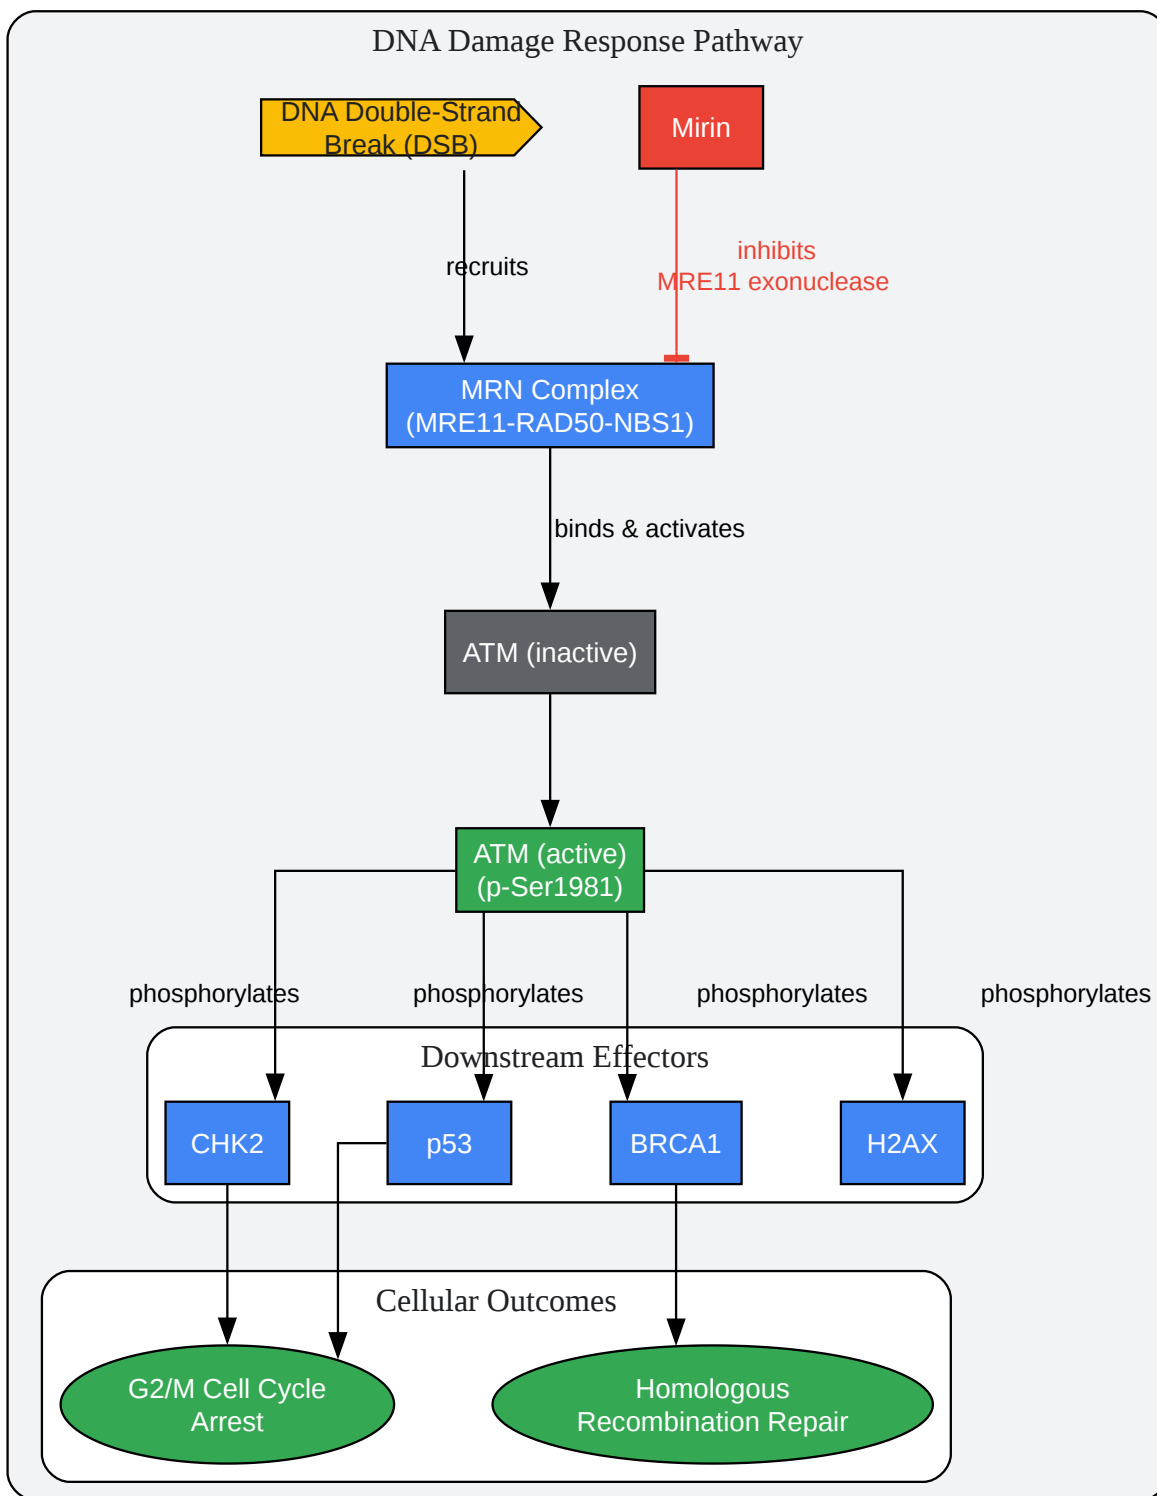 DNA Damage Response Pathway
DNA Double-Strand
Break (DSB)
Mirin
recruits
inhibits
MRE11 exonuclease
MRN Complex
(MRE11-RAD50-NBS1)
binds & activates
ATM (inactive)
ATM (active)
(p-Ser1981)
phosphorylates
phosphorylates
phosphorylates
phosphorylates
Downstream Effectors
CHK2
p53
BRCA1
H2AX
Cellular Outcomes
G2/M Cell Cycle
Arrest
Homologous
Recombination Repair